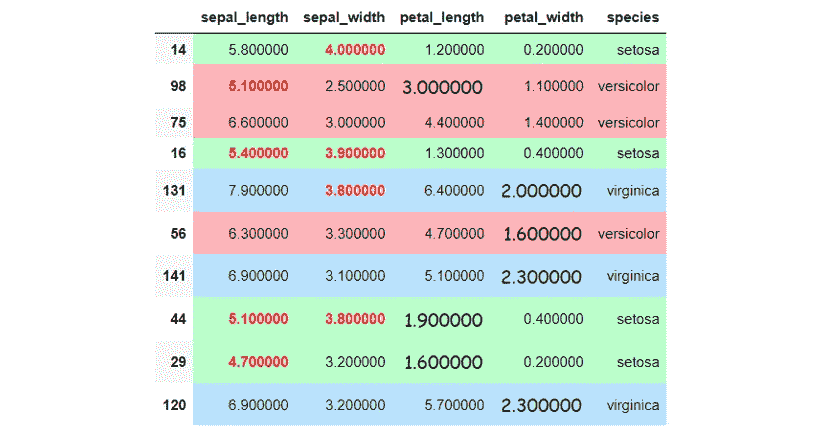 sepal_length sepal_width petal_length petal_width species
14 5.800000 4.000000 1.200000 0.200000 setosa
98 5.100000 2.500000 3.000000 1.100000 versicolor
75 6.600000 3.000000 4.400000 1.400000 versicolor
16 5.400000 3.900000 1.300000 0.400000 setosa
131 7.900000 3.800000 6.400000 2.000000 virginica
56 6.300000 3.300000 4.700000 1.600000 versicolor
141 6.900000 3.100000 5.100000 2.300000 virginica
44 5.100000 3.800000 1.900000 0.400000 setosa
29 4.700000 3.200000 1.600000 0.200000 setosa
120 6.900000 3.200000 5.700000 2.300000 virginica